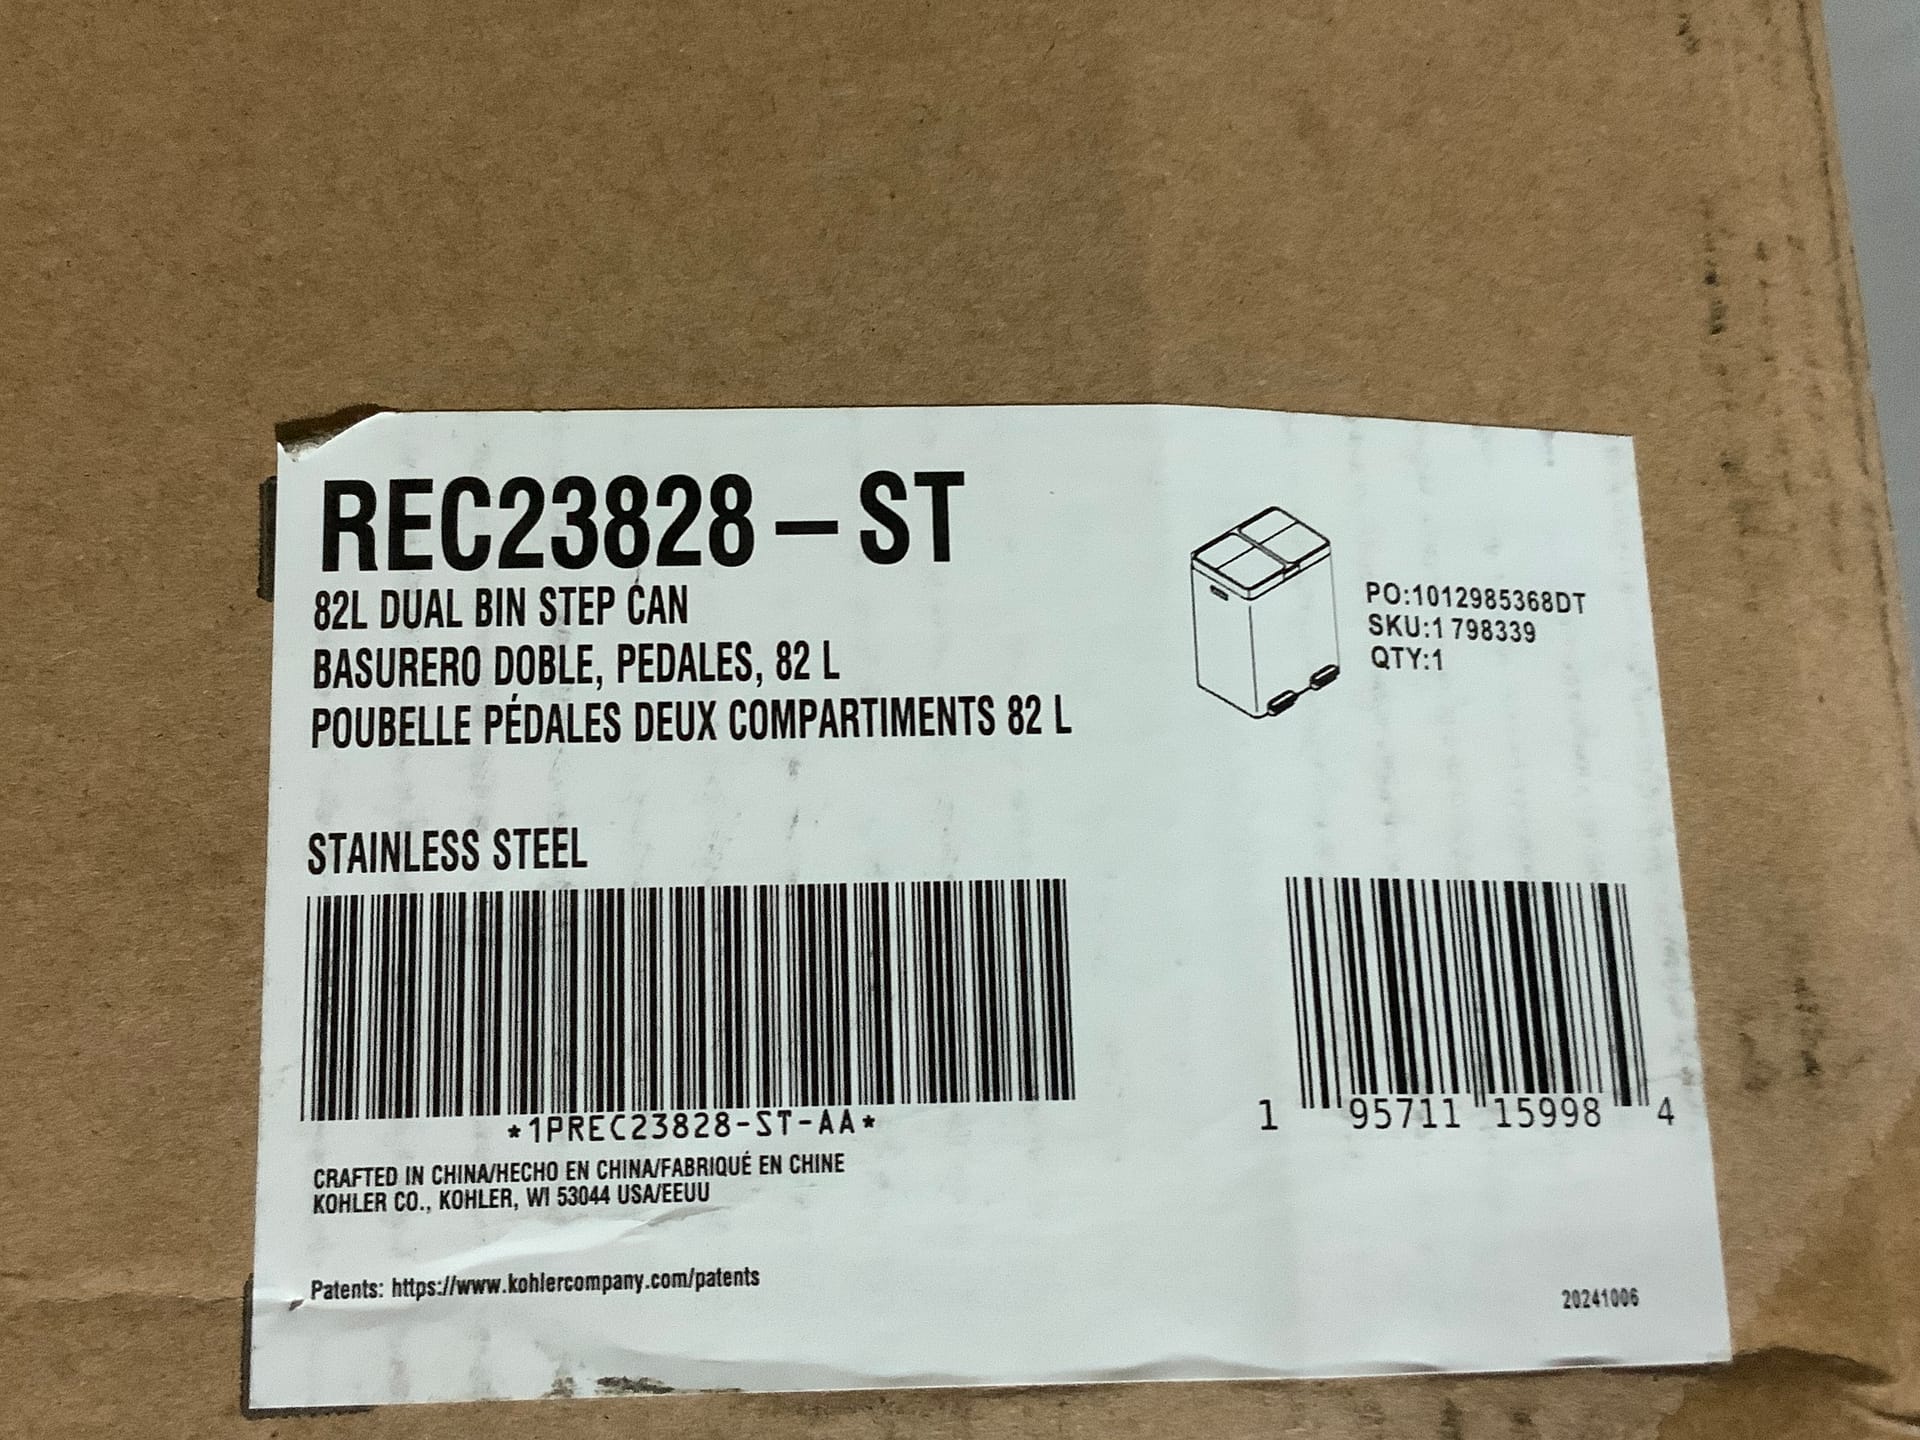 REC23828-ST
82L DUAL BIN STEP CAN
BASURERO DOBLE, PEDALES, 82 L
POUBELLE PÉDALES DEUX COMPARTIMENTS 82 L
PO:1012985368DT
SKU:1798339
QTY:1
STAINLESS STEEL
*1PREC23828-ST-AA*
1 95711 15998 4
CRAFTED IN CHINA/HECHO EN CHINA/FABRIQUÉ EN CHINE
KOHLER CO., KOHLER, WI 53044 USA/EEUU
Patents: https://www.kohlercompany.com/patents
20241006